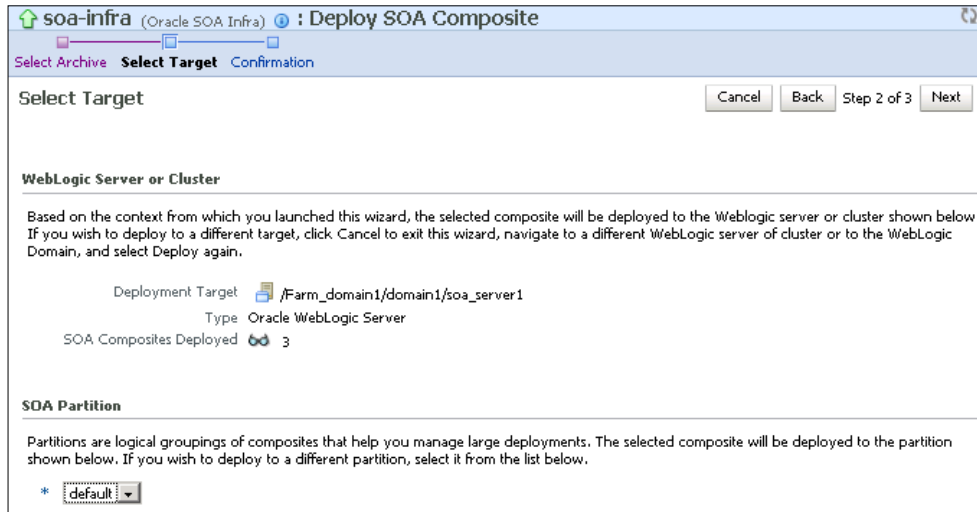 soa-infra (Oracle SOA Infra) : Deploy SOA Composite
Select Archive Select Target Confirmation
Select Target Cancel Back Step 2 of 3 Next
WebLogic Server or Cluster
Based on the context from which you launched this wizard, the selected composite will be deployed to the Weblogic server or cluster shown below
If you wish to deploy to a different target, click Cancel to exit this wizard, navigate to a different WebLogic server of cluster or to the WebLogic
Domain, and select Deploy again.
Deployment Target /Farm_domain1/domain1/soa_server1
Type Oracle WebLogic Server
SOA Composites Deployed 3
SOA Partition
Partitions are logical groupings of composites that help you manage large deployments. The selected composite will be deployed to the partition
shown below. If you wish to deploy to a different partition, select it from the list below.
* default